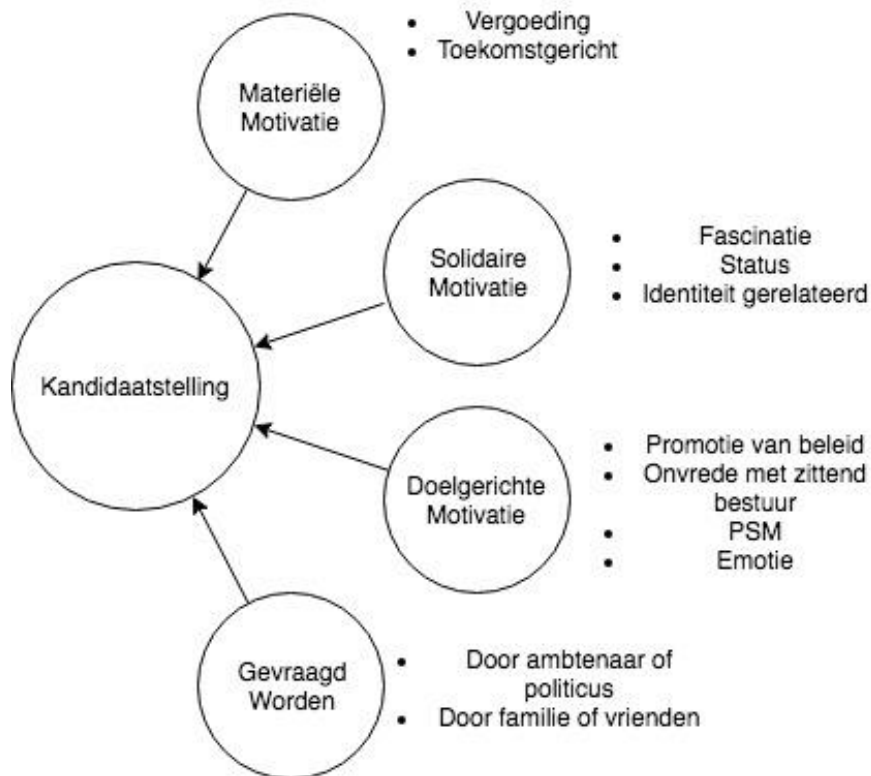 Vergoeding
Toekomstgericht
Materiële
Motivatie
Solidaire
Motivatie
Fascinatie
Status
Identiteit gerelateerd
Kandidaatstelling
Doelgerichte
Motivatie
Promotie van beleid
Onvrede met zittend
bestuur
PSM
Emotie
Gevraagd
Worden
Door ambtenaar of
politicus
Door familie of vrienden